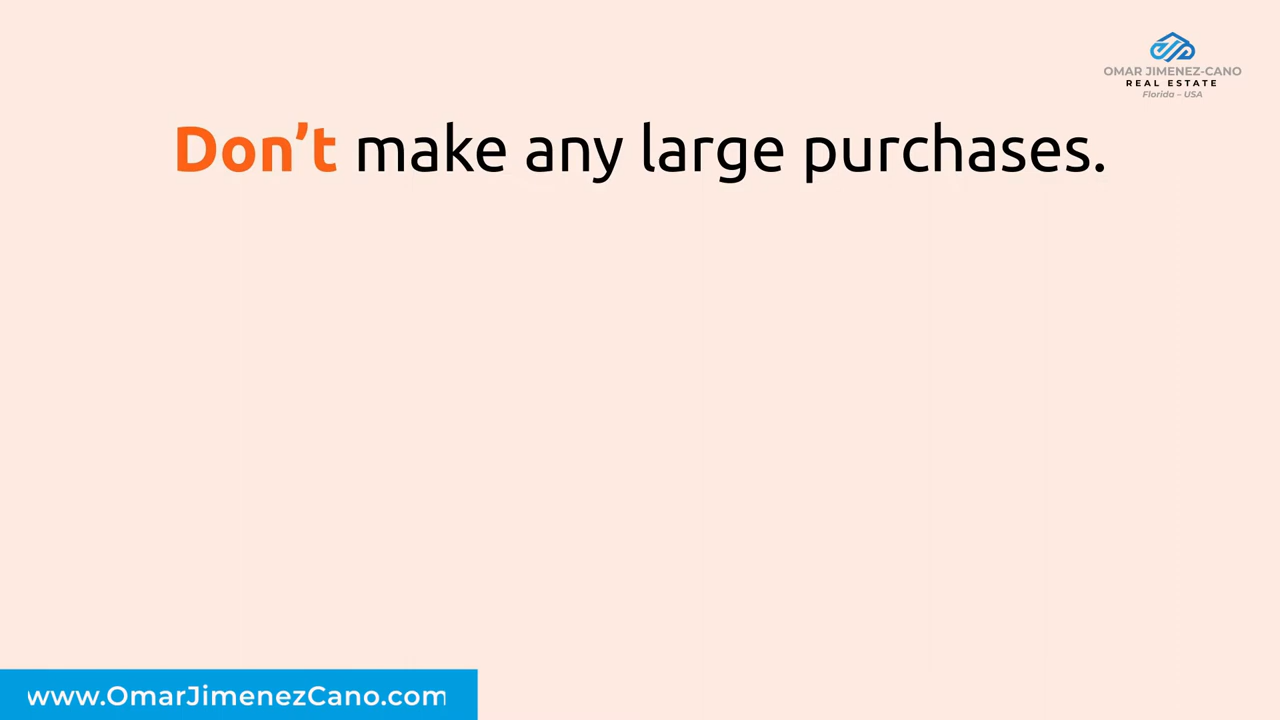 OMAR JIMENEZ-CANO
REAL ESTATE
Florida – USA
Don’t make any large purchases.
www.OmarJimenezCano.com